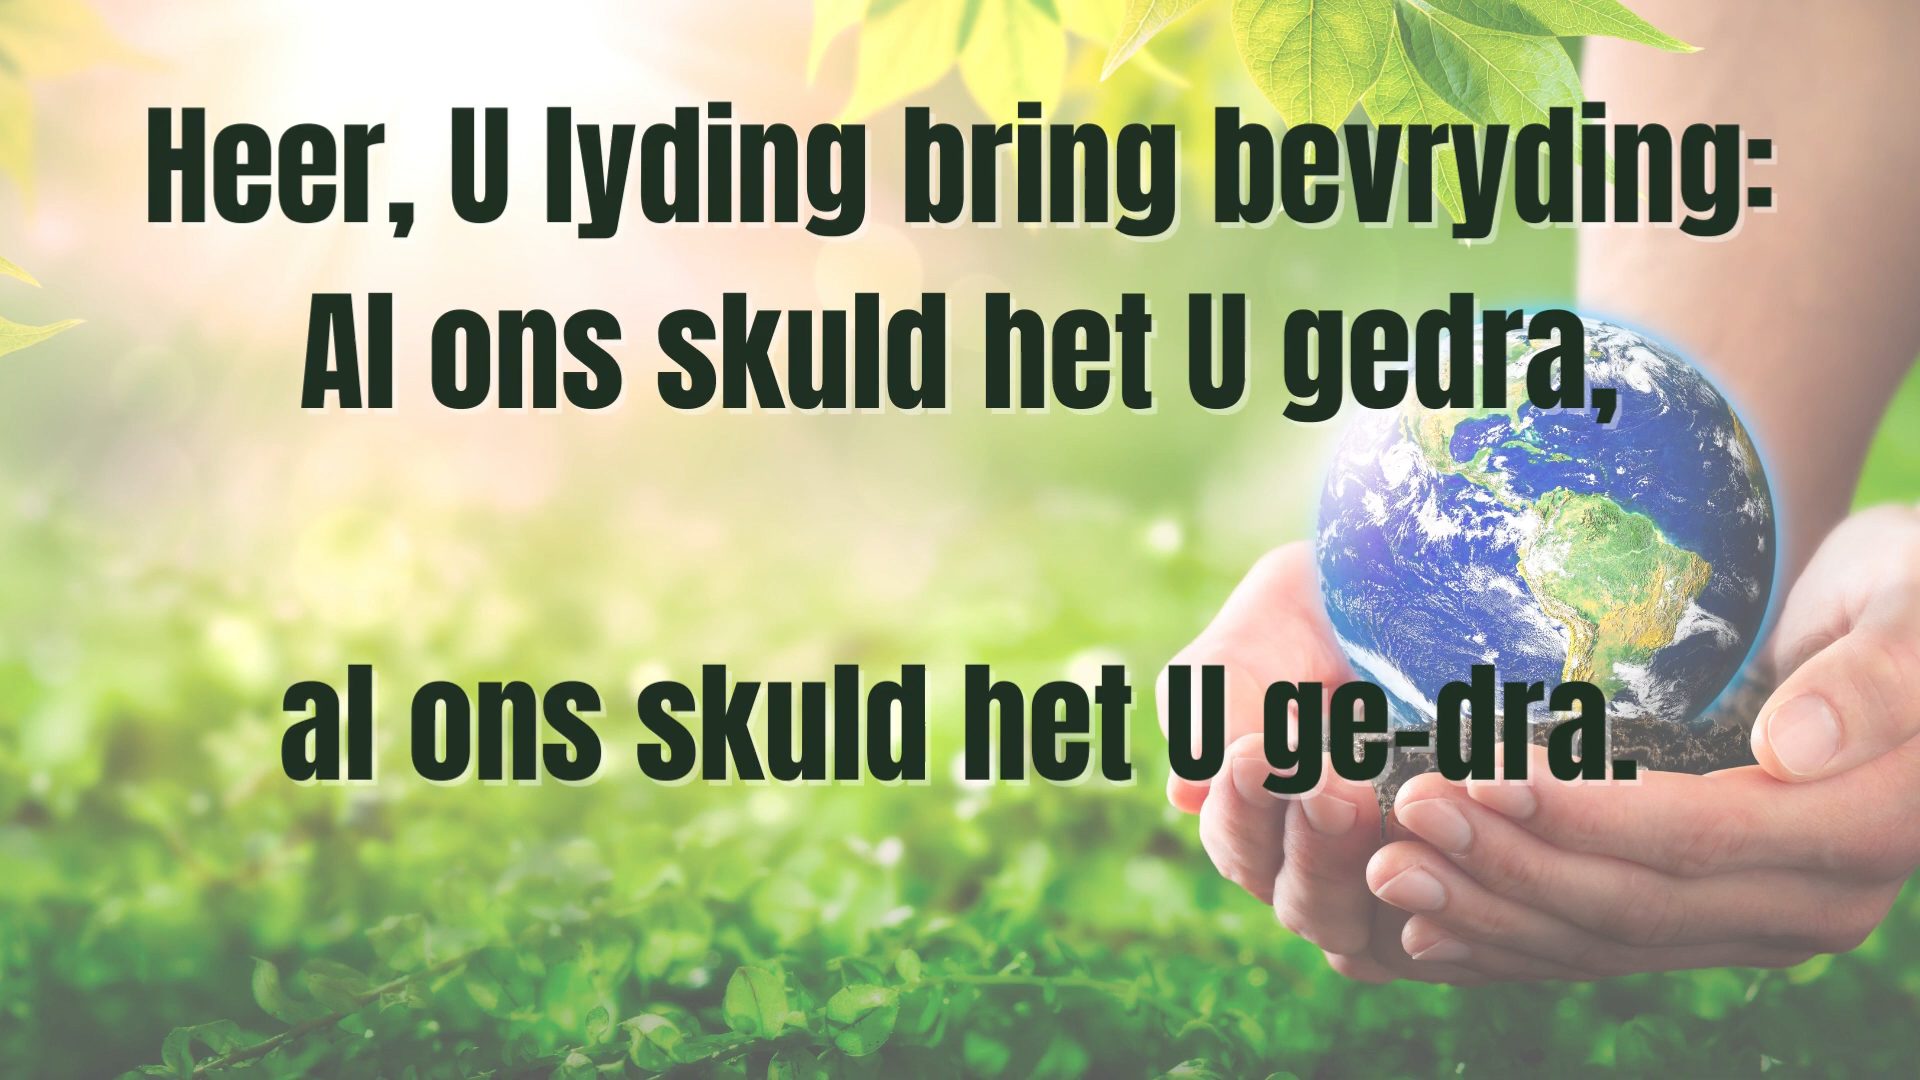 Heer, U lyding bring bevryding:
Al ons skuld het U gedra,
al ons skuld het U ge-dra.